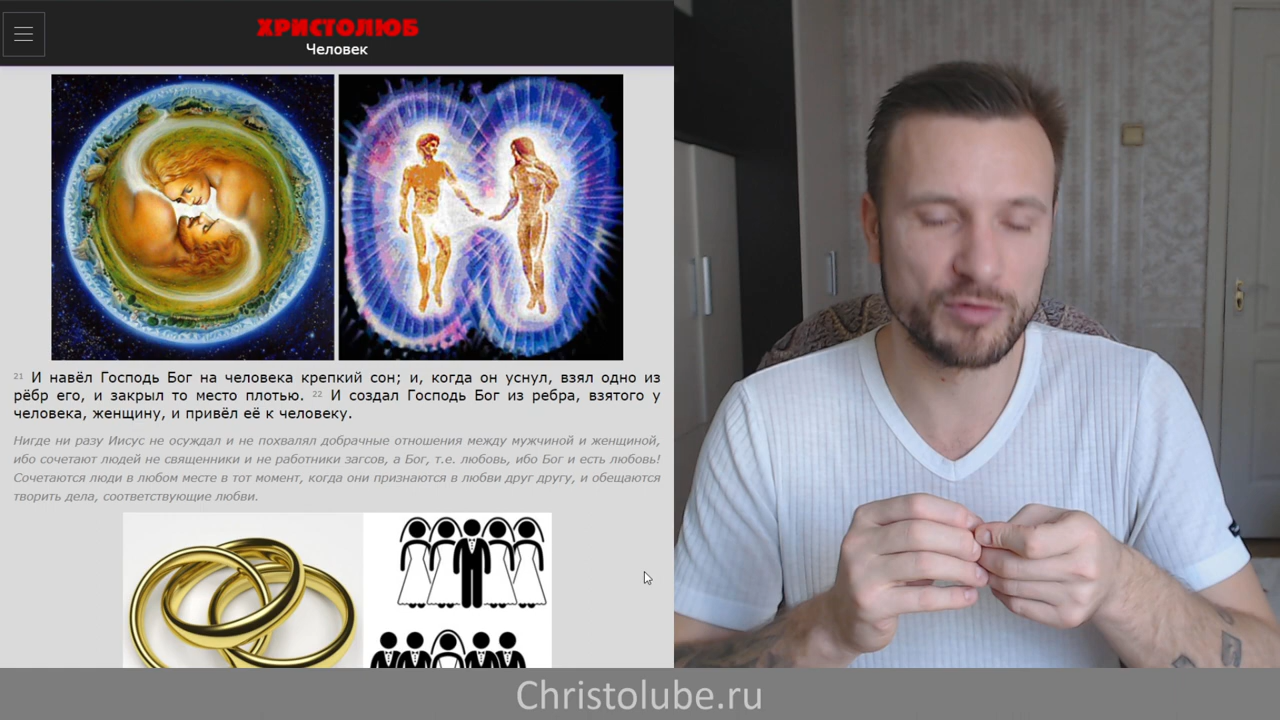 ХРИСТОЛЮБ
Человек
21 И навёл Господь Бог на человека крепкий сон; и, когда он уснул, взял одно из
рёбр его, и закрыл то место плотью. 22 И создал Господь Бог из ребра, взятого у
человека, женщину, и привёл её к человеку.
Нигде ни разу Иисус не осуждал и не похвалял добрачные отношения между мужчиной и женщиной,
ибо сочетают людей не священники и не работники загсов, а Бог, т.е. любовь, ибо Бог и есть любовь!
Сочетаются люди в любом месте в тот момент, когда они признаются в любви друг другу, и обещаются
творить дела, соответствующие любви.
Christolube.ru